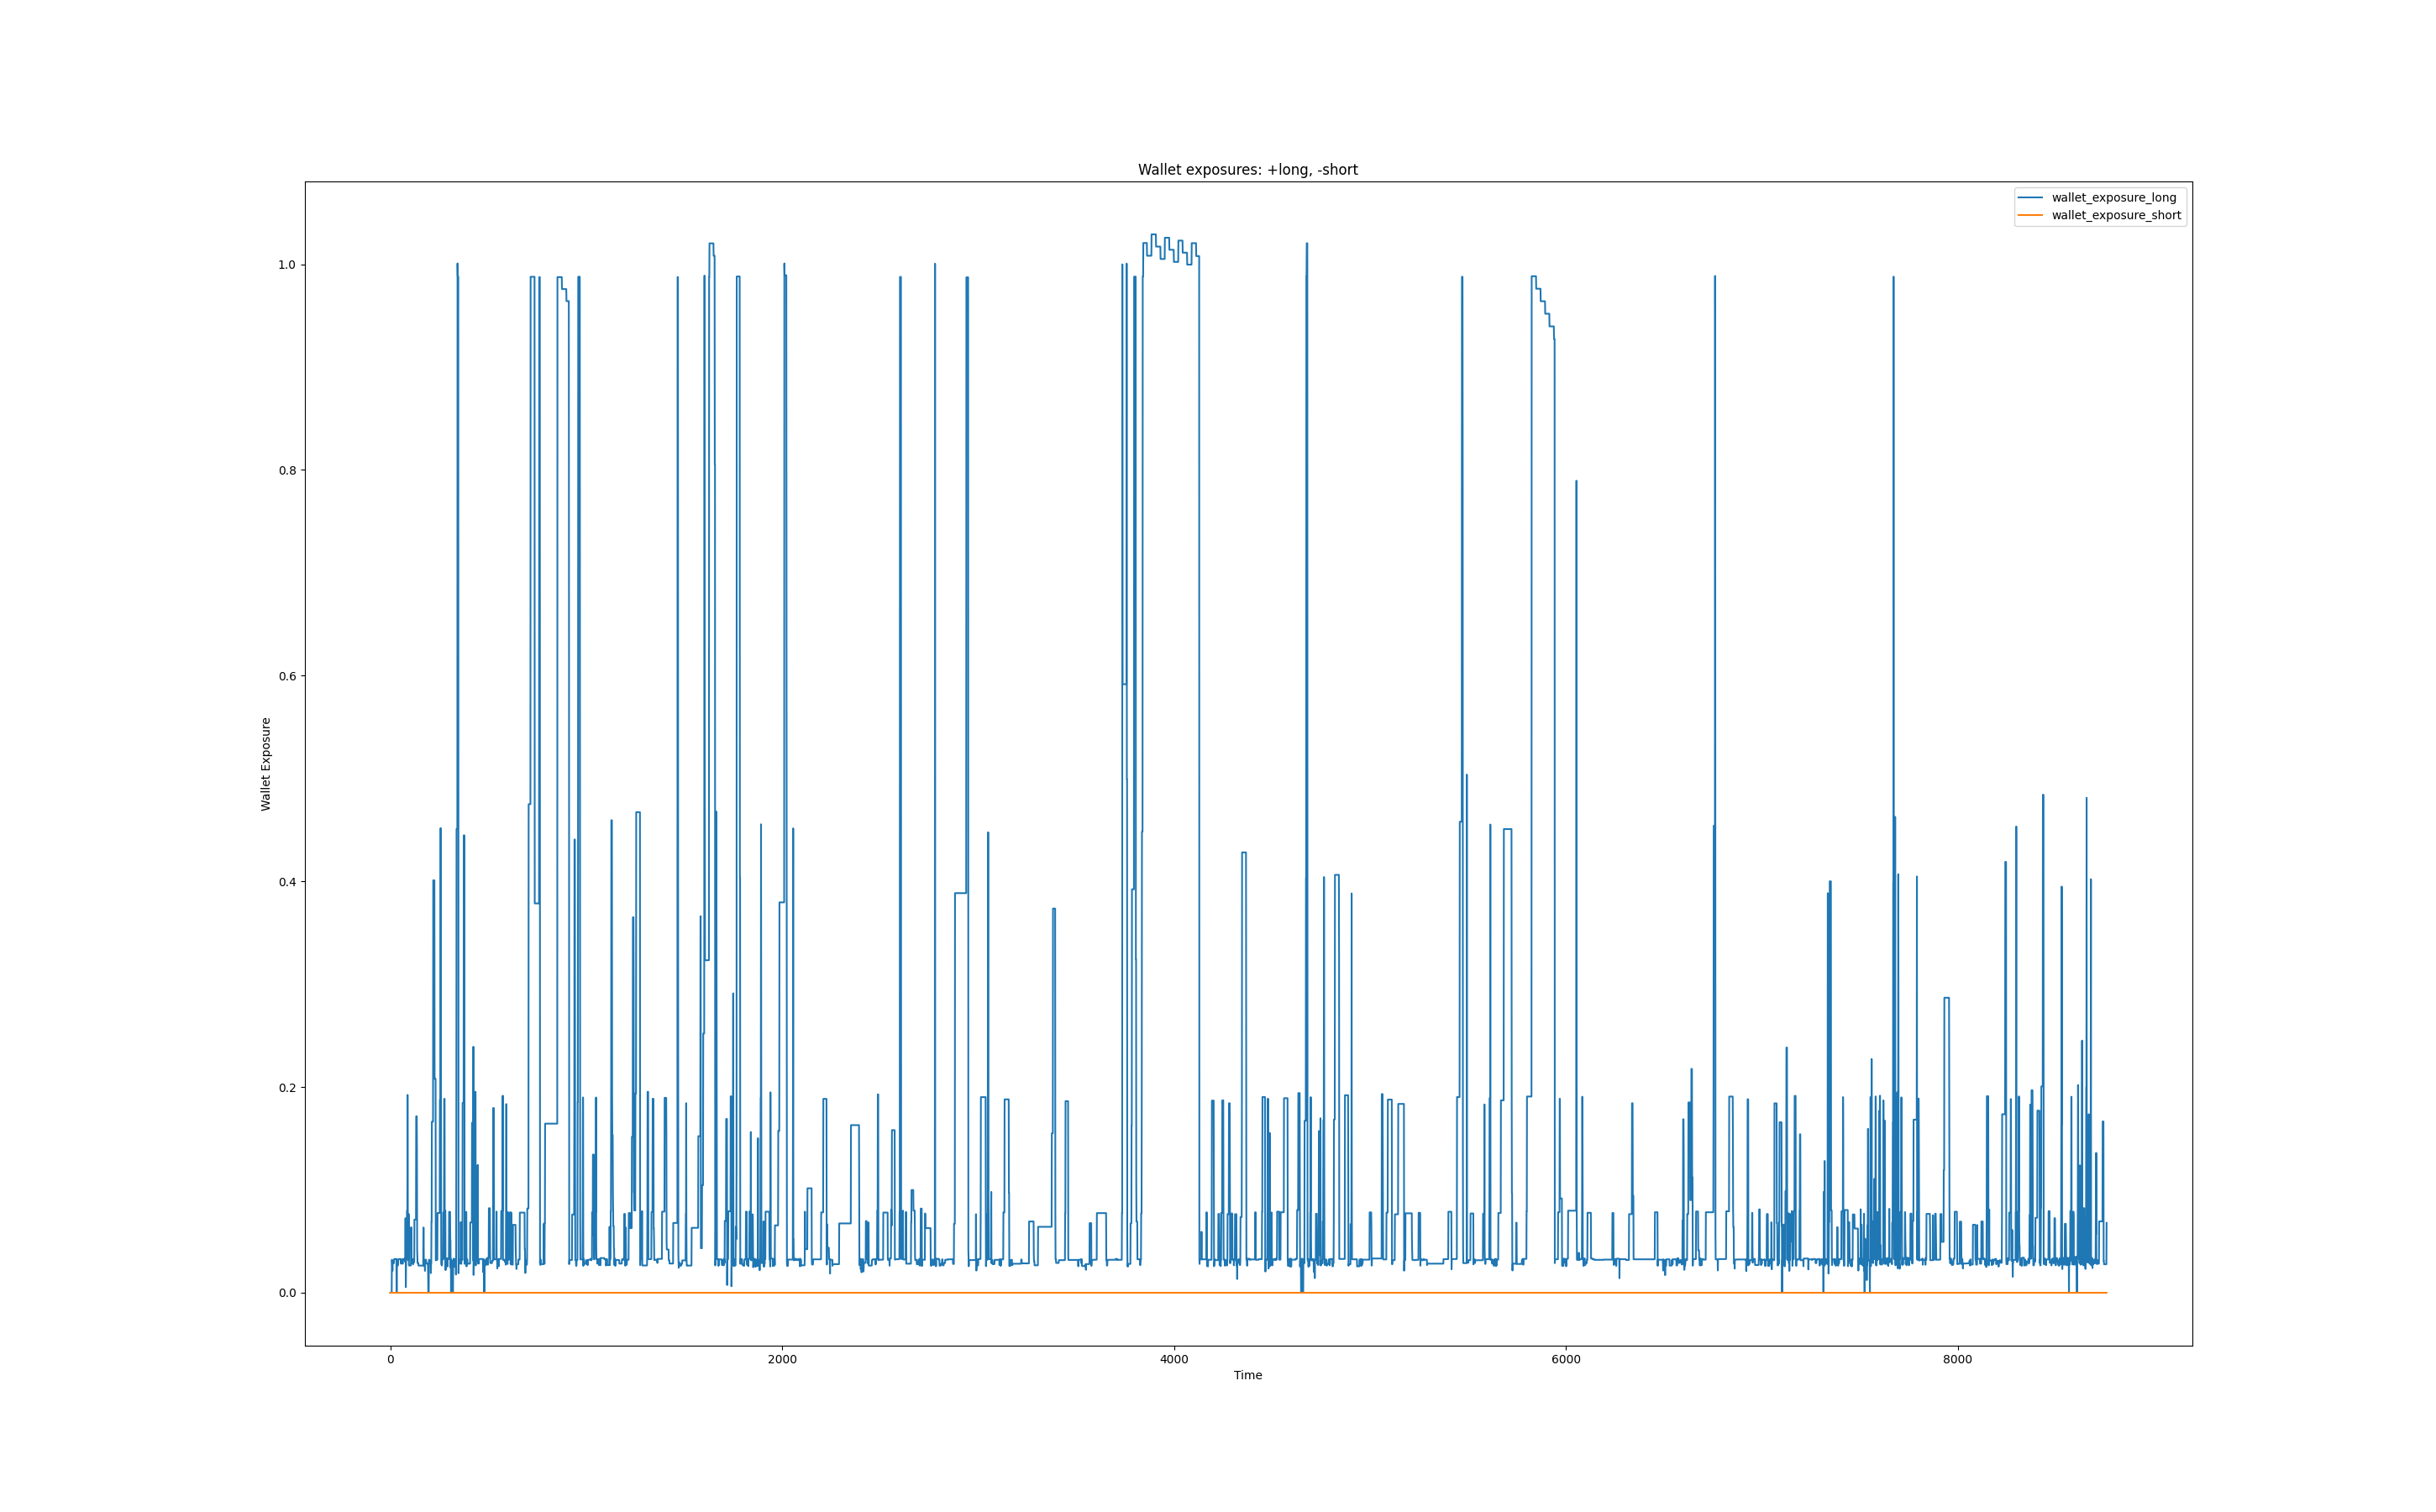 Wallet exposures: +long, -short
wallet_exposure_long
wallet_exposure_short
1.0
0.8
0.6
0.4
0.2
0.0
Wallet Exposure
0 2000 4000 6000 8000
Time